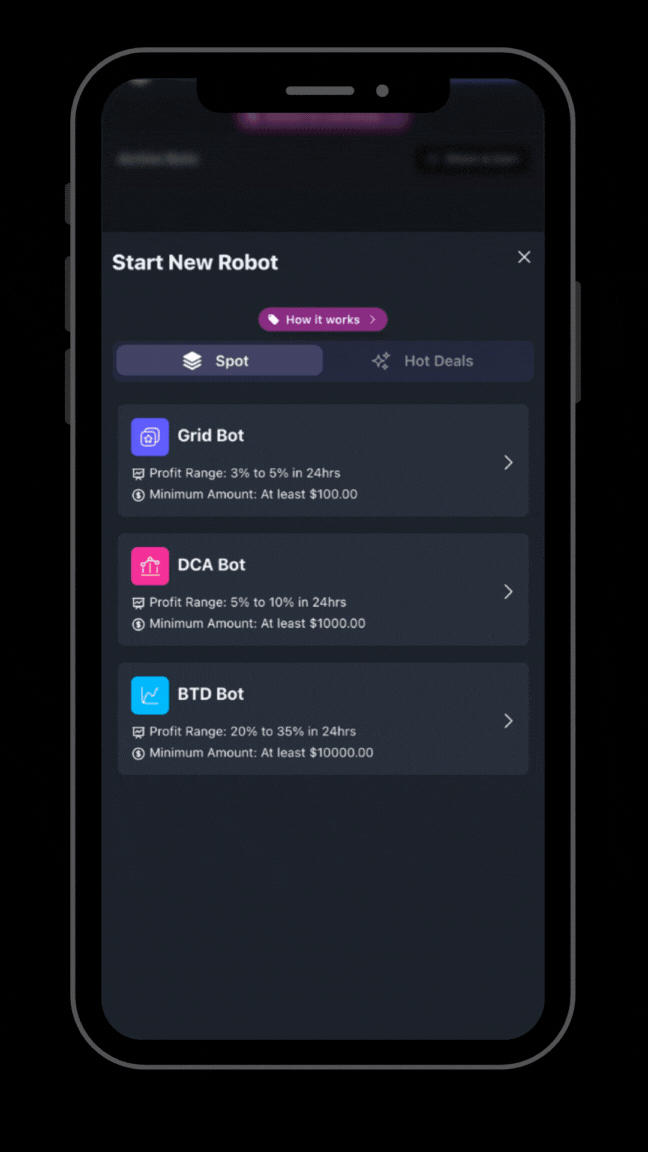 Start New Robot
How it works
Spot
Hot Deals
Grid Bot
Profit Range: 3% to 5% in 24hrs
Minimum Amount: At least $100.00
DCA Bot
Profit Range: 5% to 10% in 24hrs
Minimum Amount: At least $1000.00
BTD Bot
Profit Range: 20% to 35% in 24hrs
Minimum Amount: At least $10000.00